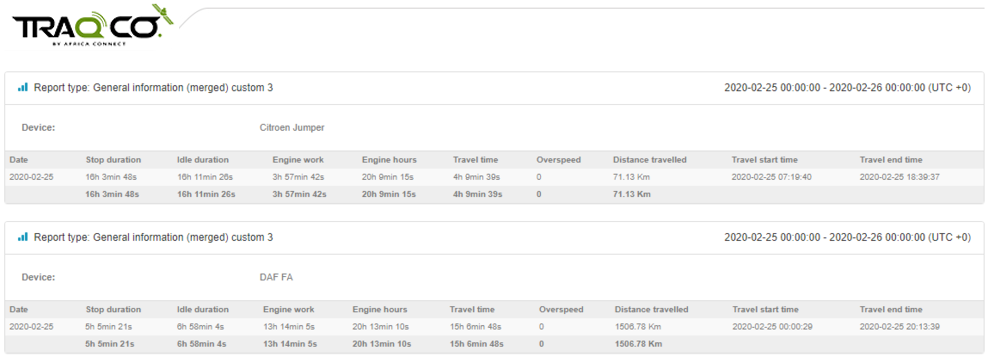 TRAQCO.
BY AFRICA CONNECT
Report type: General information (merged) custom 3 2020-02-25 00:00:00 - 2020-02-26 00:00:00 (UTC +0)
Device: Citroen Jumper
Date Stop duration Idle duration Engine work Engine hours Travel time Overspeed Distance travelled Travel start time Travel end time
2020-02-25 16h 3min 48s 16h 11min 26s 3h 57min 42s 20h 9min 15s 4h 9min 39s 0 71.13 Km 2020-02-25 07:19:40 2020-02-25 18:39:37
16h 3min 48s 16h 11min 26s 3h 57min 42s 20h 9min 15s 4h 9min 39s 0 71.13 Km
Report type: General information (merged) custom 3 2020-02-25 00:00:00 - 2020-02-26 00:00:00 (UTC +0)
Device: DAF FA
Date Stop duration Idle duration Engine work Engine hours Travel time Overspeed Distance travelled Travel start time Travel end time
2020-02-25 5h 5min 21s 6h 58min 4s 13h 14min 5s 20h 13min 10s 15h 6min 48s 0 1506.78 Km 2020-02-25 00:00:29 2020-02-25 20:13:39
5h 5min 21s 6h 58min 4s 13h 14min 5s 20h 13min 10s 15h 6min 48s 0 1506.78 Km